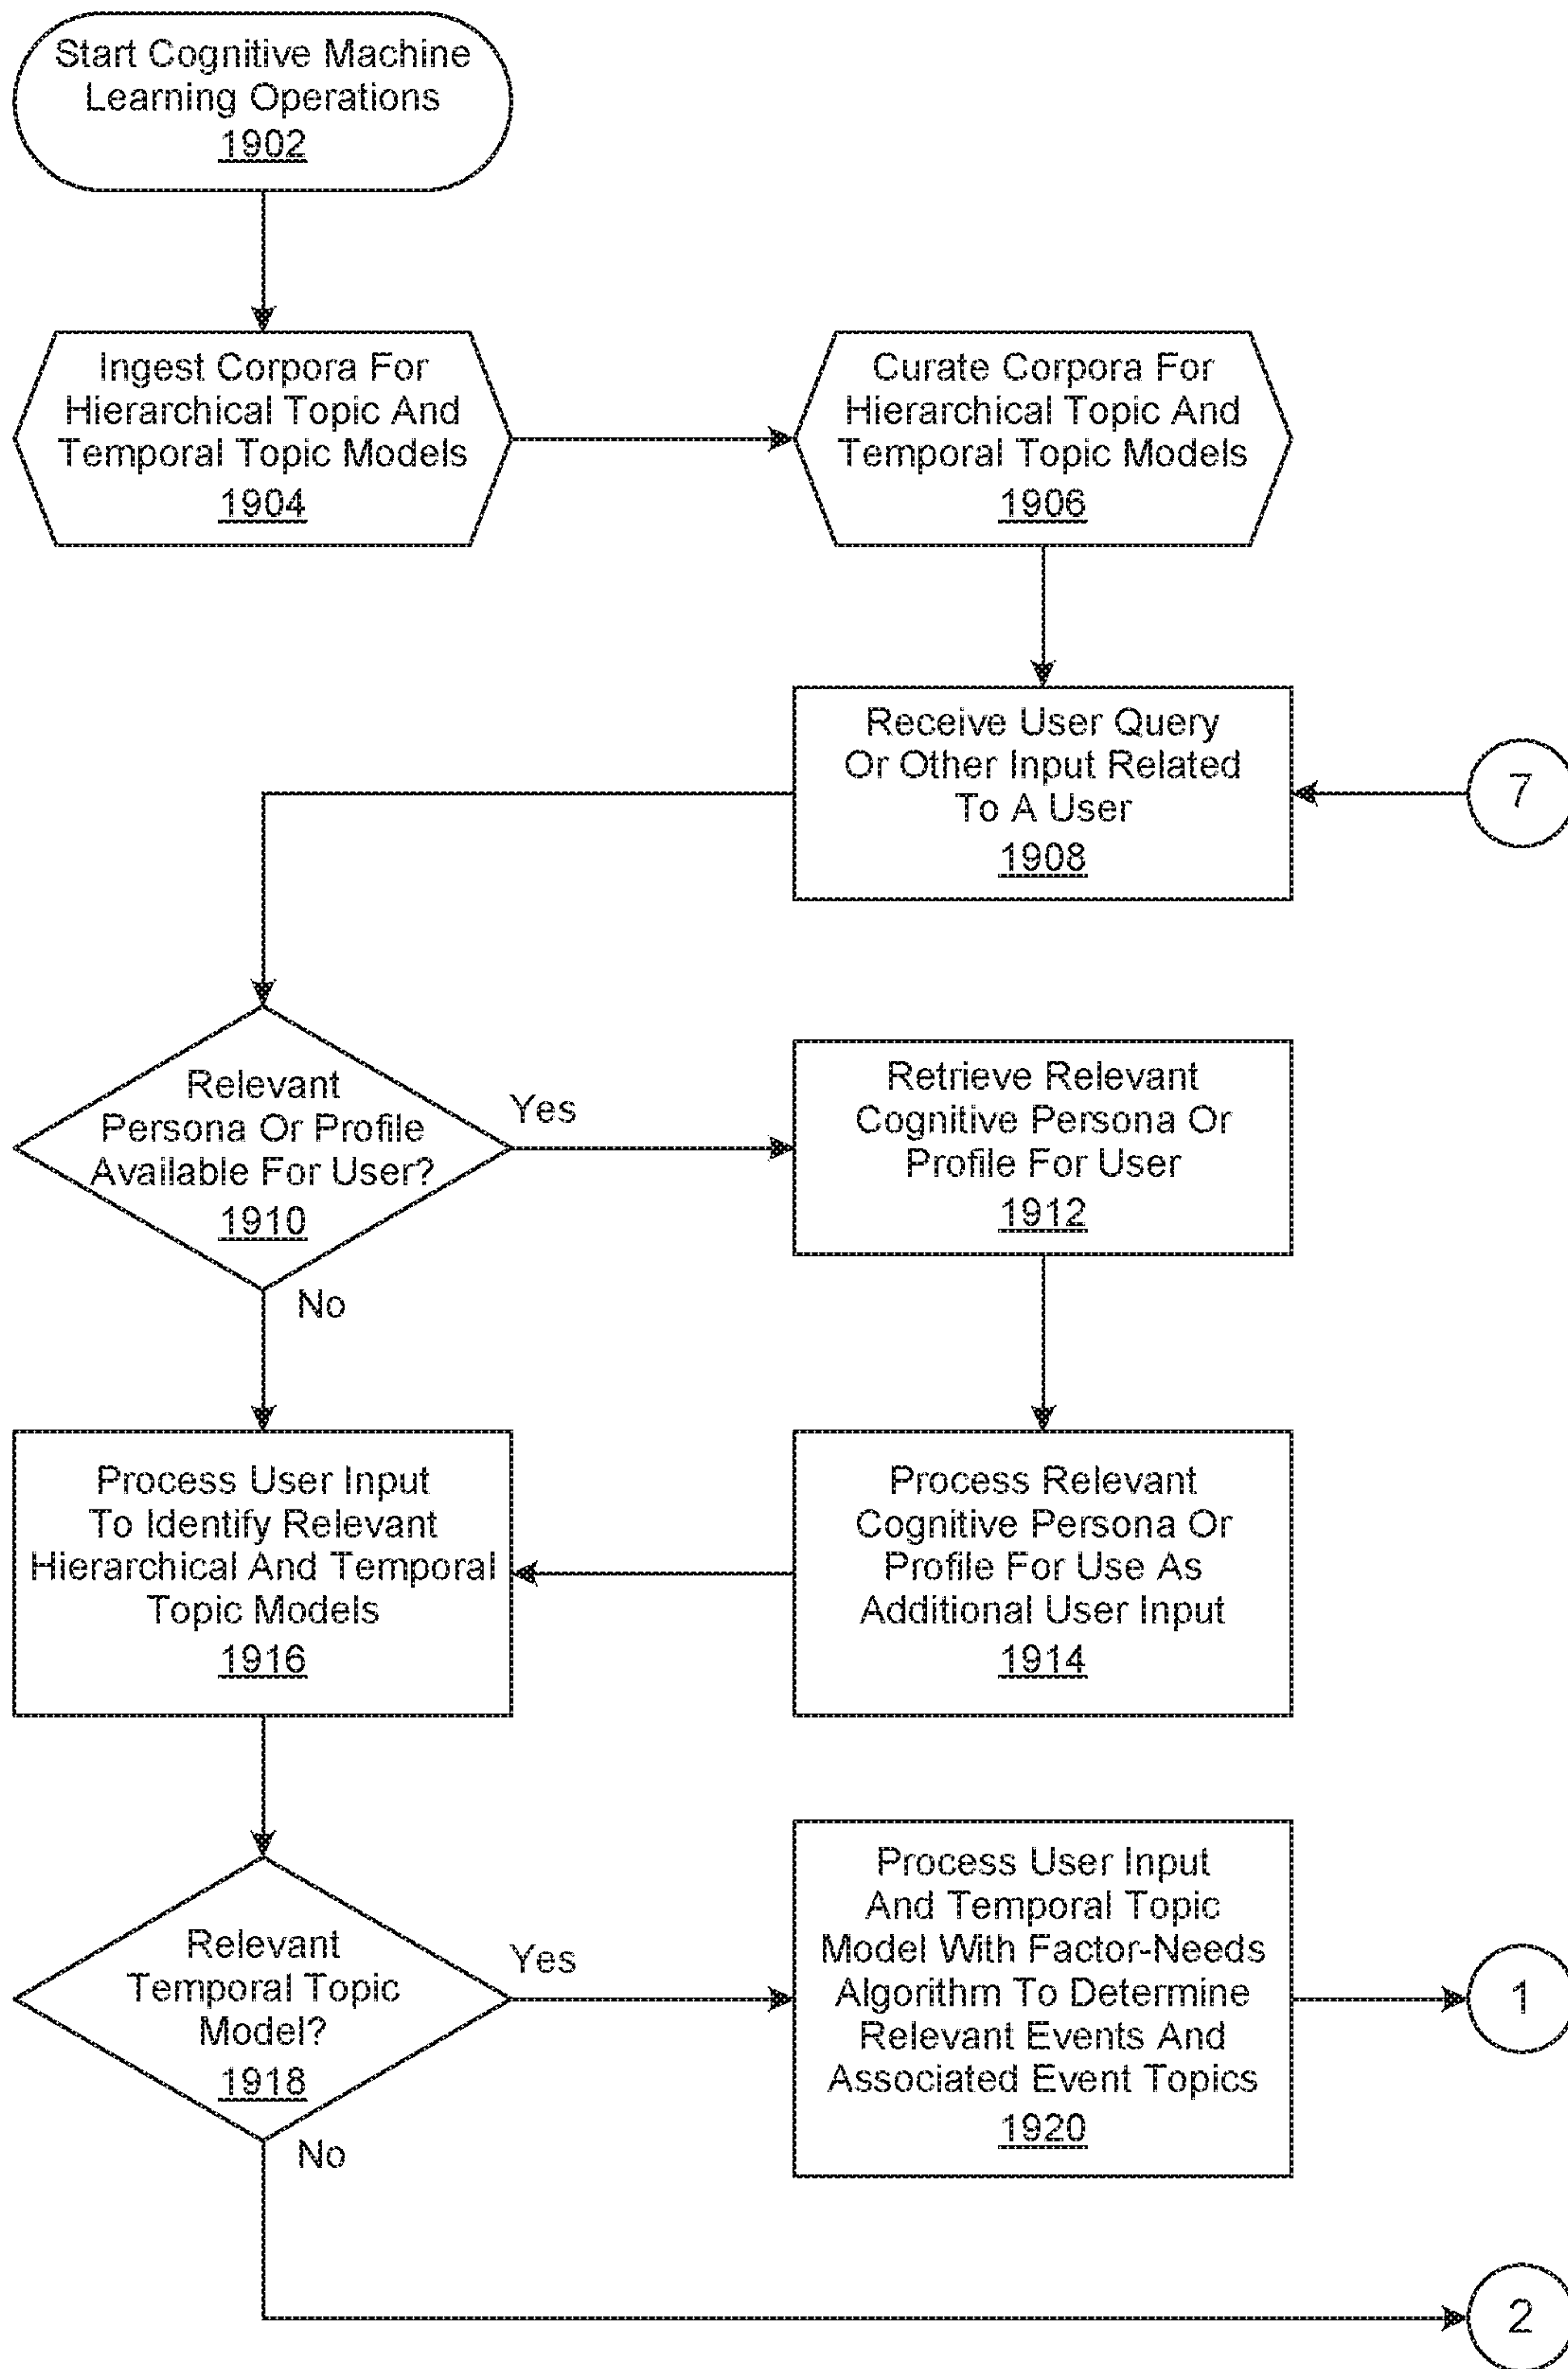 Start Cognitive Machine
Learning Operations
1902
Ingest Corpora For
Hierarchical Topic And
Temporal Topic Models
1904
Curate Corpora For
Hierarchical Topic And
Temporal Topic Models
1906
Receive User Query
Or Other Input Related
To A User
1908
7
Relevant
Persona Or Profile
Available For User?
1910
Yes
No
Retrieve Relevant
Cognitive Persona Or
Profile For User
1912
Process Relevant
Cognitive Persona Or
Profile For Use As
Additional User Input
1914
Process User Input
To Identify Relevant
Hierarchical And Temporal
Topic Models
1916
Relevant
Temporal Topic
Model?
1918
Yes
No
Process User Input
And Temporal Topic
Model With Factor-Needs
Algorithm To Determine
Relevant Events And
Associated Event Topics
1920
1
2